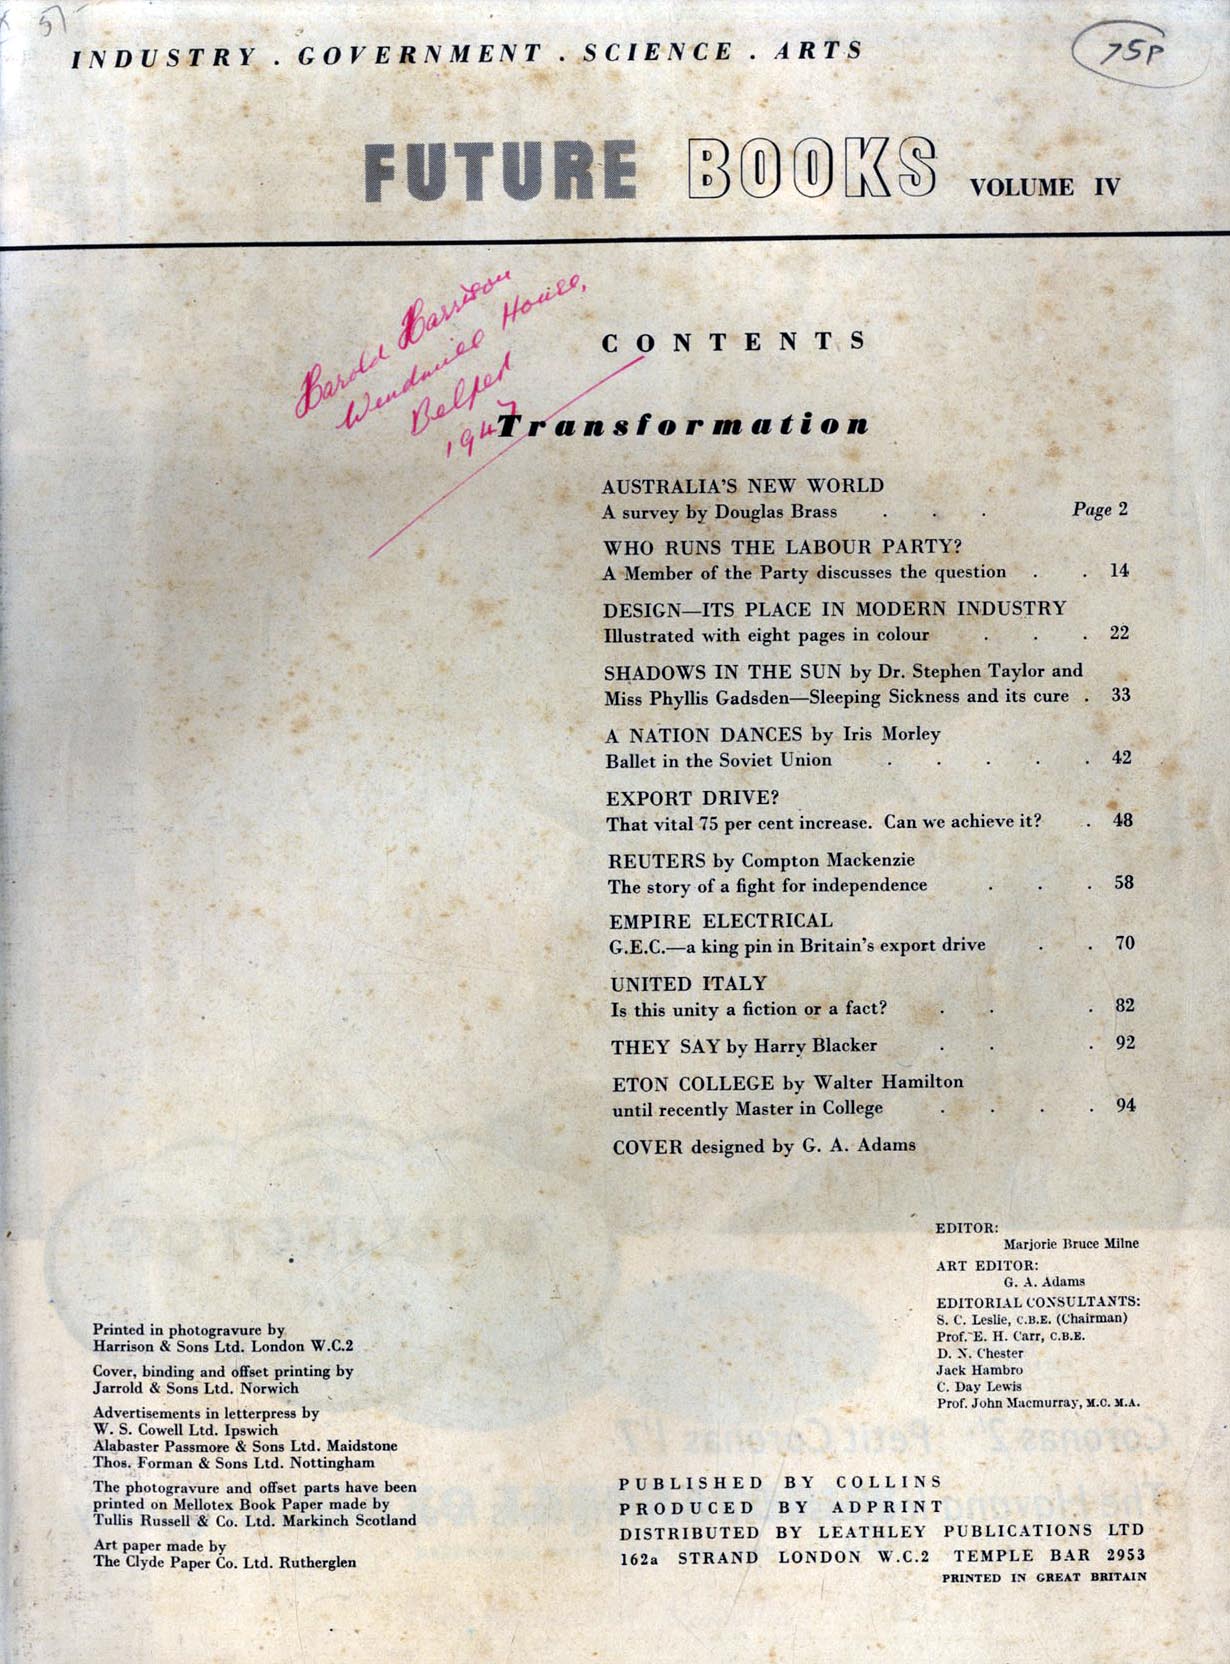 5/-
INDUSTRY . GOVERNMENT . SCIENCE . ARTS
75P
FUTURE BOOKS VOLUME IV
Harold Harrison
Windmill House,
Belper
1947
CONTENTS
Transformation
AUSTRALIA'S NEW WORLD
A survey by Douglas Brass . . . Page 2
WHO RUNS THE LABOUR PARTY?
A Member of the Party discusses the question . . 14
DESIGN—ITS PLACE IN MODERN INDUSTRY
Illustrated with eight pages in colour . . . 22
SHADOWS IN THE SUN by Dr. Stephen Taylor and
Miss Phyllis Gadsden—Sleeping Sickness and its cure . 33
A NATION DANCES by Iris Morley
Ballet in the Soviet Union . . . . . 42
EXPORT DRIVE?
That vital 75 per cent increase. Can we achieve it? . 48
REUTERS by Compton Mackenzie
The story of a fight for independence . . . 58
EMPIRE ELECTRICAL
G.E.C.—a king pin in Britain's export drive . . 70
UNITED ITALY
Is this unity a fiction or a fact? . . . 82
THEY SAY by Harry Blacker . . . 92
ETON COLLEGE by Walter Hamilton
until recently Master in College . . . . 94
COVER designed by G. A. Adams
EDITOR:
Marjorie Bruce Milne
ART EDITOR:
G. A. Adams
EDITORIAL CONSULTANTS:
S. C. Leslie, C.B.E. (Chairman)
Prof. E. H. Carr, C.B.E.
D. N. Chester
Jack Hambro
C. Day Lewis
Prof. John Macmurray, M.C. M.A.
Printed in photogravure by
Harrison & Sons Ltd. London W.C.2
Cover, binding and offset printing by
Jarrold & Sons Ltd. Norwich
Advertisements in letterpress by
W. S. Cowell Ltd. Ipswich
Alabaster Passmore & Sons Ltd. Maidstone
Thos. Forman & Sons Ltd. Nottingham
The photogravure and offset parts have been
printed on Mellotex Book Paper made by
Tullis Russell & Co. Ltd. Markinch Scotland
Art paper made by
The Clyde Paper Co. Ltd. Rutherglen
PUBLISHED BY COLLINS
PRODUCED BY ADPRINT
DISTRIBUTED BY LEATHLEY PUBLICATIONS LTD
162a STRAND LONDON W.C.2 TEMPLE BAR 2953
PRINTED IN GREAT BRITAIN